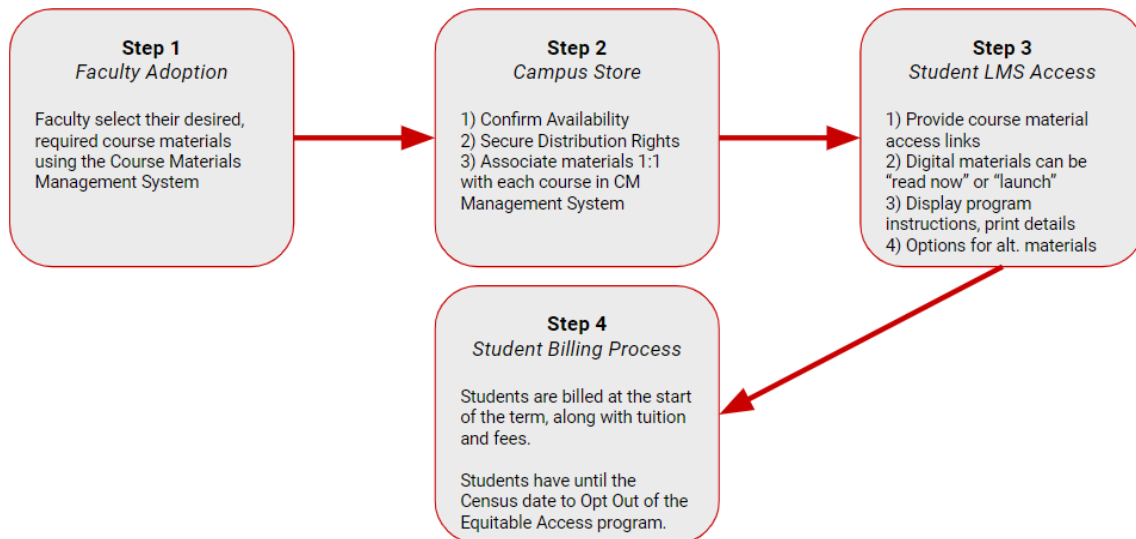 Step 1
Faculty Adoption
Faculty select their desired,
required course materials
using the Course Materials
Management System
Step 2
Campus Store
1) Confirm Availability
2) Secure Distribution Rights
3) Associate materials 1:1
with each course in CM
Management System
Step 3
Student LMS Access
1) Provide course material
access links
2) Digital materials can be
“read now” or “launch”
3) Display program
instructions, print details
4) Options for alt. materials
Step 4
Student Billing Process
Students are billed at the start
of the term, along with tuition
and fees.
Students have until the
Census date to Opt Out of the
Equitable Access program.